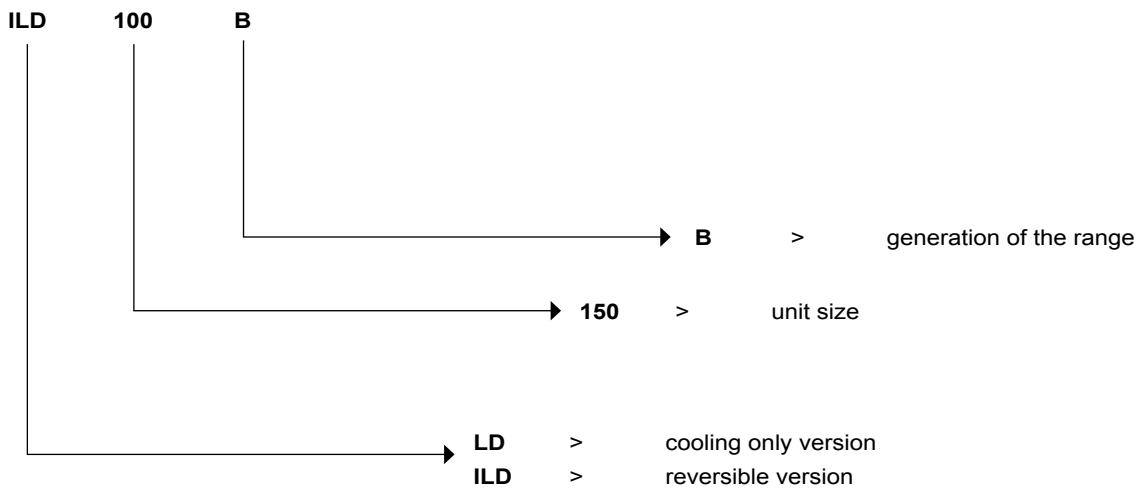 ILD 100 B
B > generation of the range
150 > unit size
LD > cooling only version
ILD > reversible version